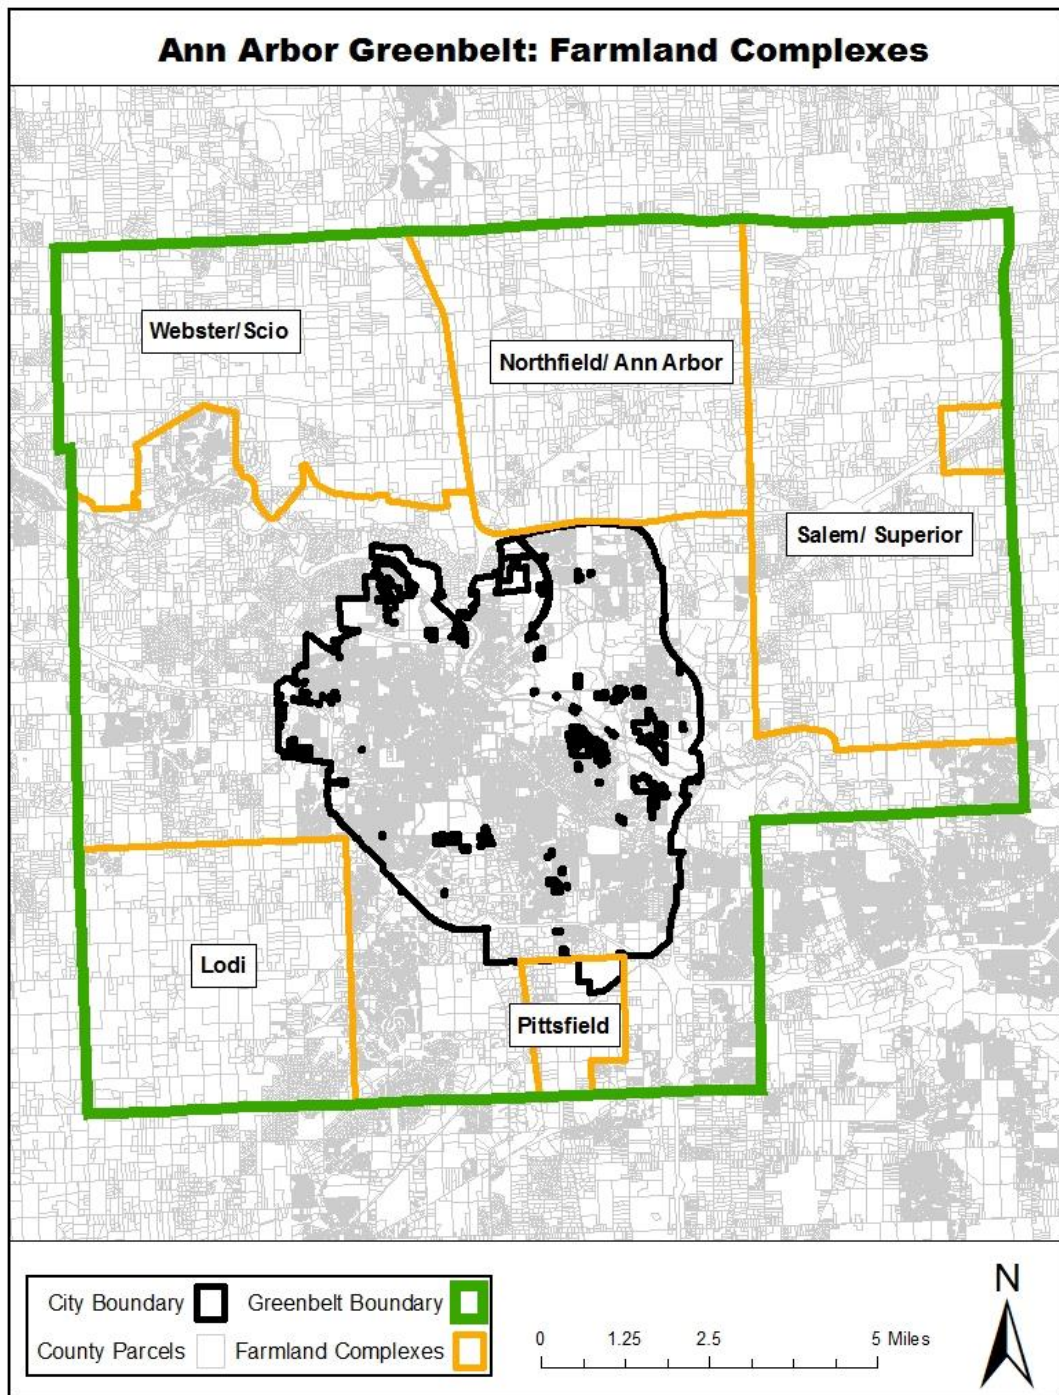 Ann Arbor Greenbelt: Farmland Complexes
Webster/Scio
Northfield/ Ann Arbor
Salem/ Superior
Lodi
Pittsfield
City Boundary Greenbelt Boundary
County Parcels Farmland Complexes
0 1.25 2.5 5 Miles
N